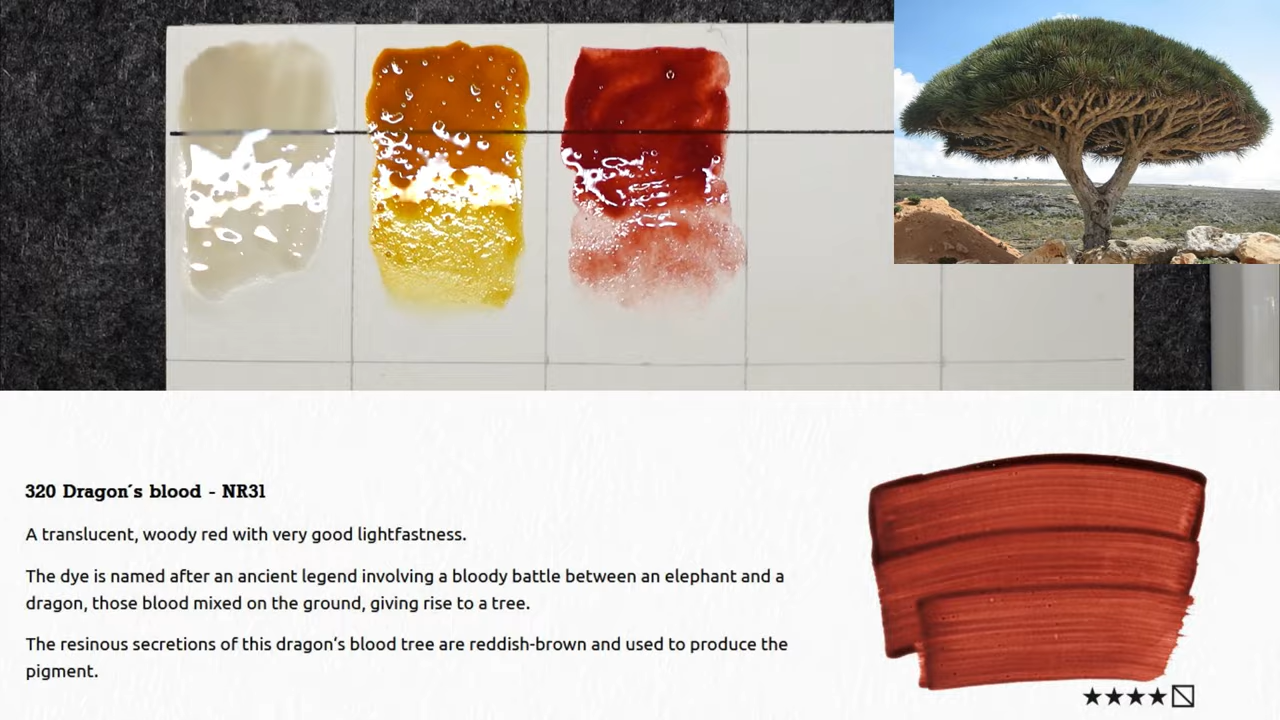 320 Dragon´s blood - NR31
A translucent, woody red with very good lightfastness.
The dye is named after an ancient legend involving a bloody battle between an elephant and a
dragon, those blood mixed on the ground, giving rise to a tree.
The resinous secretions of this dragon‘s blood tree are reddish-brown and used to produce the
pigment.
★★★★